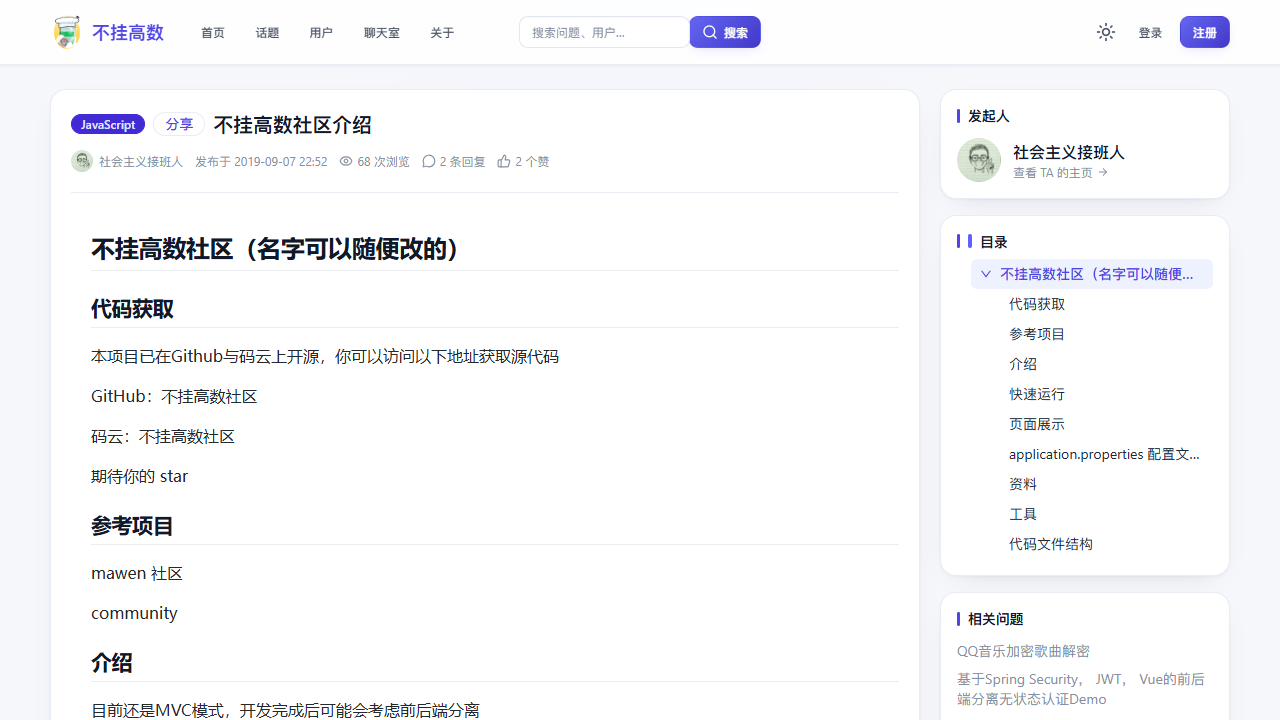 不挂高数 首页 话题 用户 聊天室 关于 搜索问题、用户... 搜索 登录 注册
JavaScript 分享 不挂高数社区介绍
社会主义接班人 发布于 2019-09-07 22:52 68 次浏览 2 条回复 2 个赞
不挂高数社区（名字可以随便改的）
代码获取
本项目已在Github与码云上开源，你可以访问以下地址获取源代码
GitHub：不挂高数社区
码云：不挂高数社区
期待你的 star
参考项目
mawen 社区
community
介绍
目前还是MVC模式，开发完成后可能会考虑前后端分离
发起人
社会主义接班人
查看 TA 的主页 →
目录
不挂高数社区（名字可以随便...
代码获取
参考项目
介绍
快速运行
页面展示
application.properties 配置文...
资料
工具
代码文件结构
相关问题
QQ音乐加密歌曲解密
基于Spring Security， JWT， Vue的前后
端分离无状态认证Demo